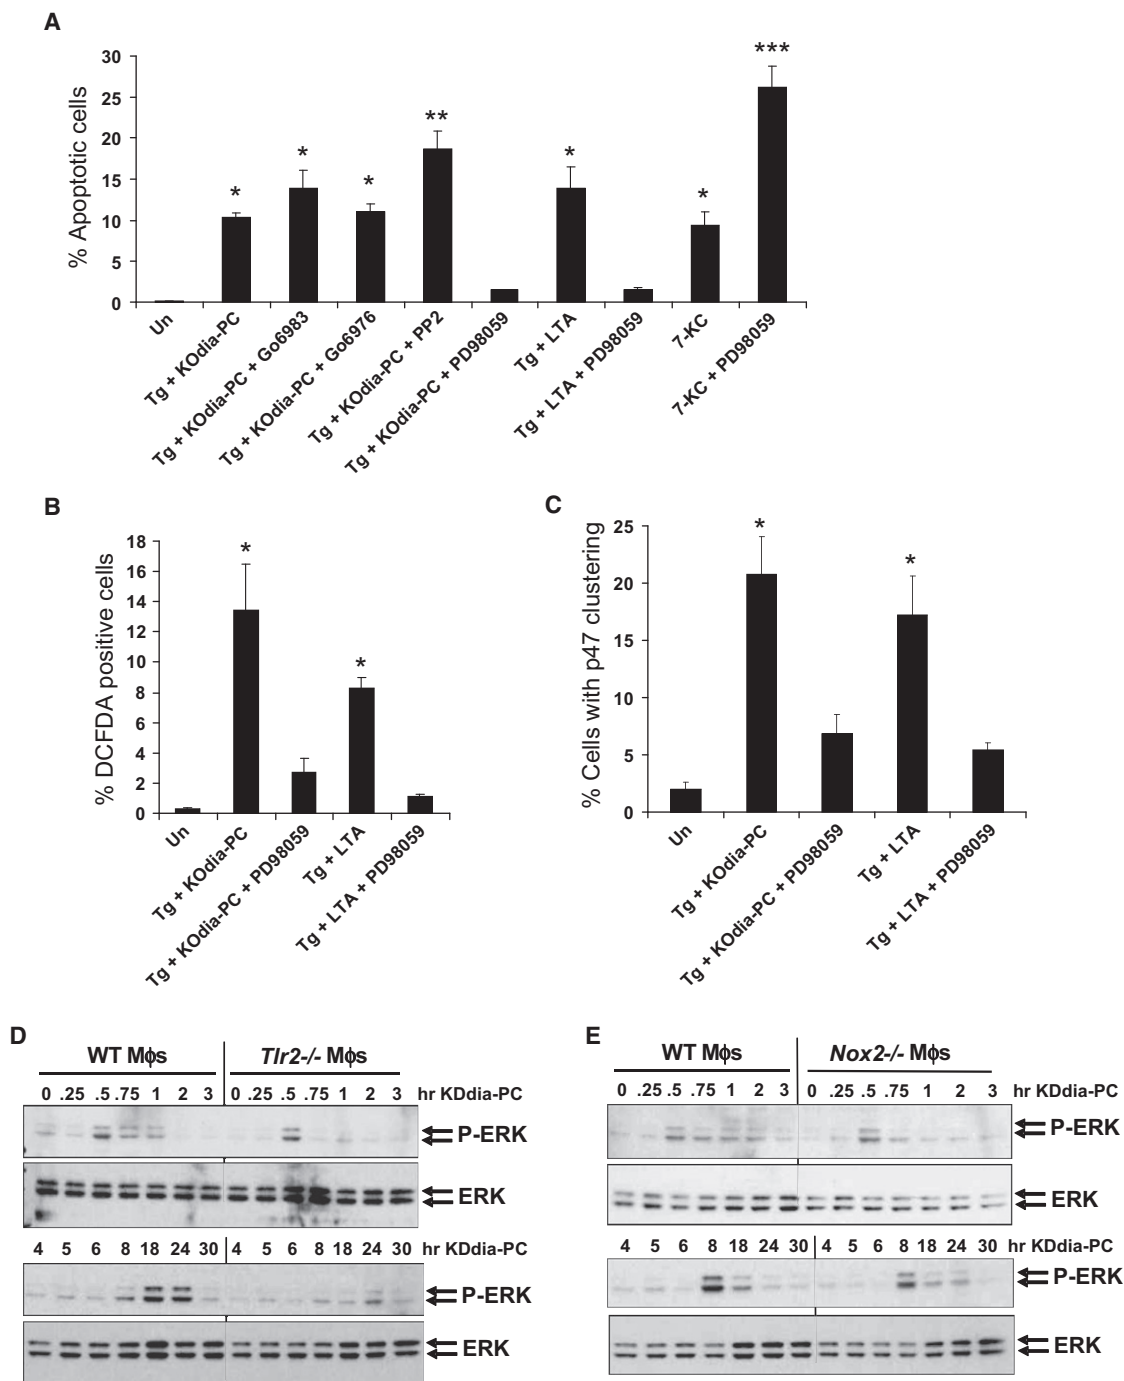 A
% Apoptotic cells
30
25
20
15
10
5
0
*
*
*
**
*
*
***
Un
Tg + KOdia-PC
Tg + KOdia-PC + Go6983
Tg + KOdia-PC + Go6976
Tg + KOdia-PC + PP2
Tg + KOdia-PC + PD98059
Tg + LTA
Tg + LTA + PD98059
7-KC
7-KC + PD98059
B
% DCFDA positive cells
18
16
14
12
10
8
6
4
2
0
*
*
Un
Tg + KOdia-PC
Tg + KOdia-PC + PD98059
Tg + LTA
Tg + LTA + PD98059
C
% Cells with p47 clustering
25
20
15
10
5
0
*
*
Un
Tg + KOdia-PC
Tg + KOdia-PC + PD98059
Tg + LTA
Tg + LTA + PD98059
D
WT Mϕs Tlr2-/- Mϕs
0 .25 .5 .75 1 2 3 0 .25 .5 .75 1 2 3 hr KDdia-PC
P-ERK
ERK
4 5 6 8 18 24 30 4 5 6 8 18 24 30 hr KDdia-PC
P-ERK
ERK
E
WT Mϕs Nox2-/- Mϕs
0 .25 .5 .75 1 2 3 0 .25 .5 .75 1 2 3 hr KDdia-PC
P-ERK
ERK
4 5 6 8 18 24 30 4 5 6 8 18 24 30 hr KDdia-PC
P-ERK
ERK